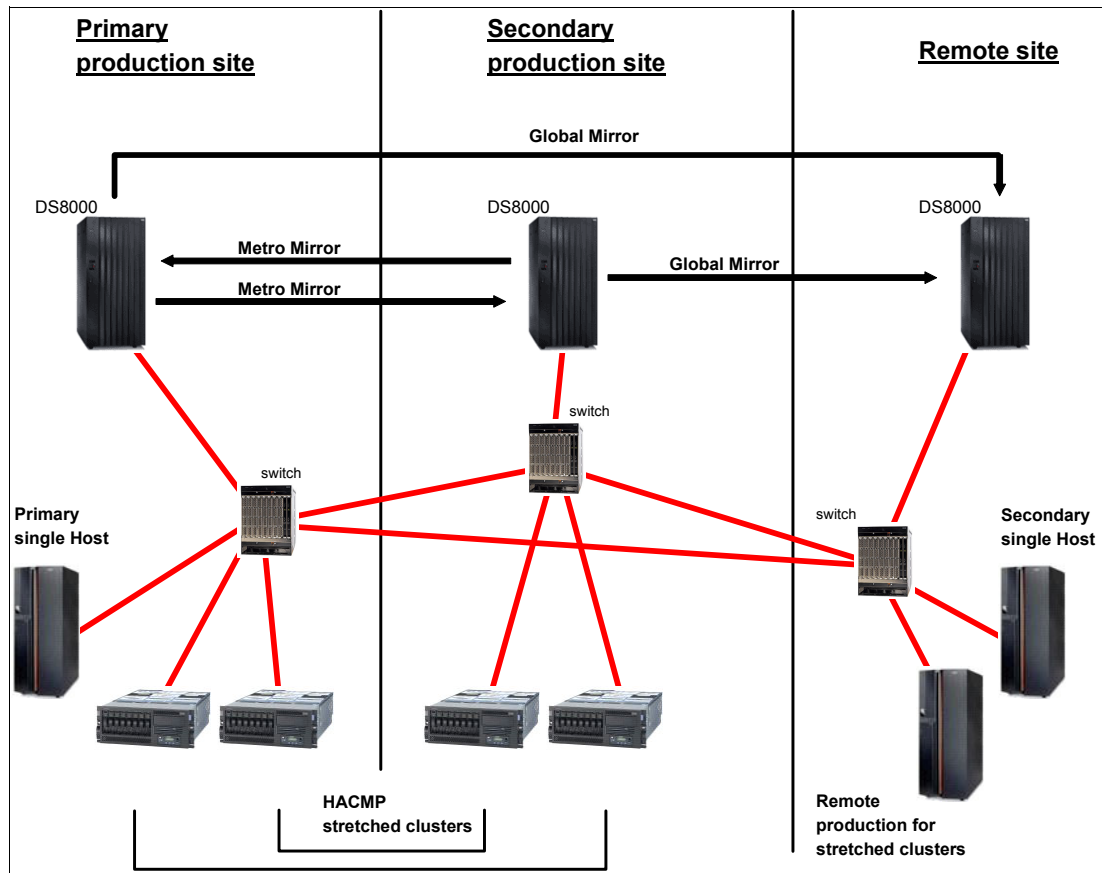 Primary
production site
Secondary
production site
Remote site
Global Mirror
DS8000
DS8000
DS8000
Metro Mirror
Global Mirror
Metro Mirror
switch
switch
switch
Primary
single Host
Secondary
single Host
HACMP
stretched clusters
Remote
production for
stretched clusters